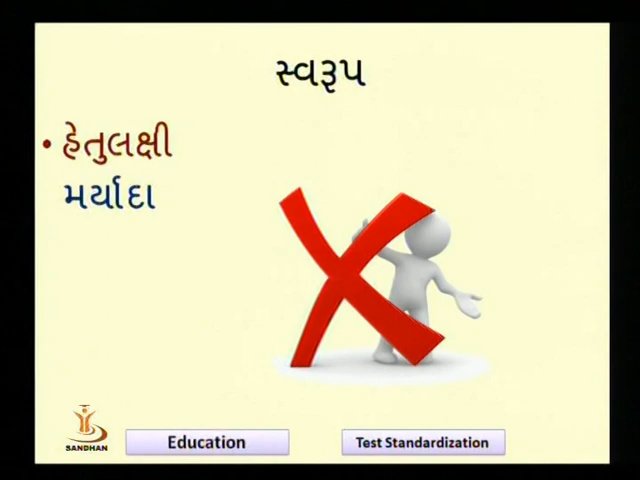 સ્વરૂપ
• હેતુલક્ષી
મર્યાદા
SANDHAN
Education
Test Standardization